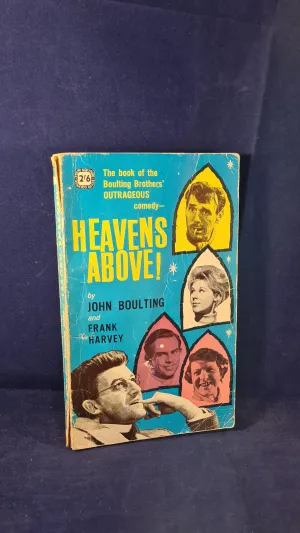 2/6
The book of the
Boulting Brothers'
OUTRAGEOUS
comedy—
HEAVENS
ABOVE!
by
JOHN BOULTING
and
FRANK
HARVEY